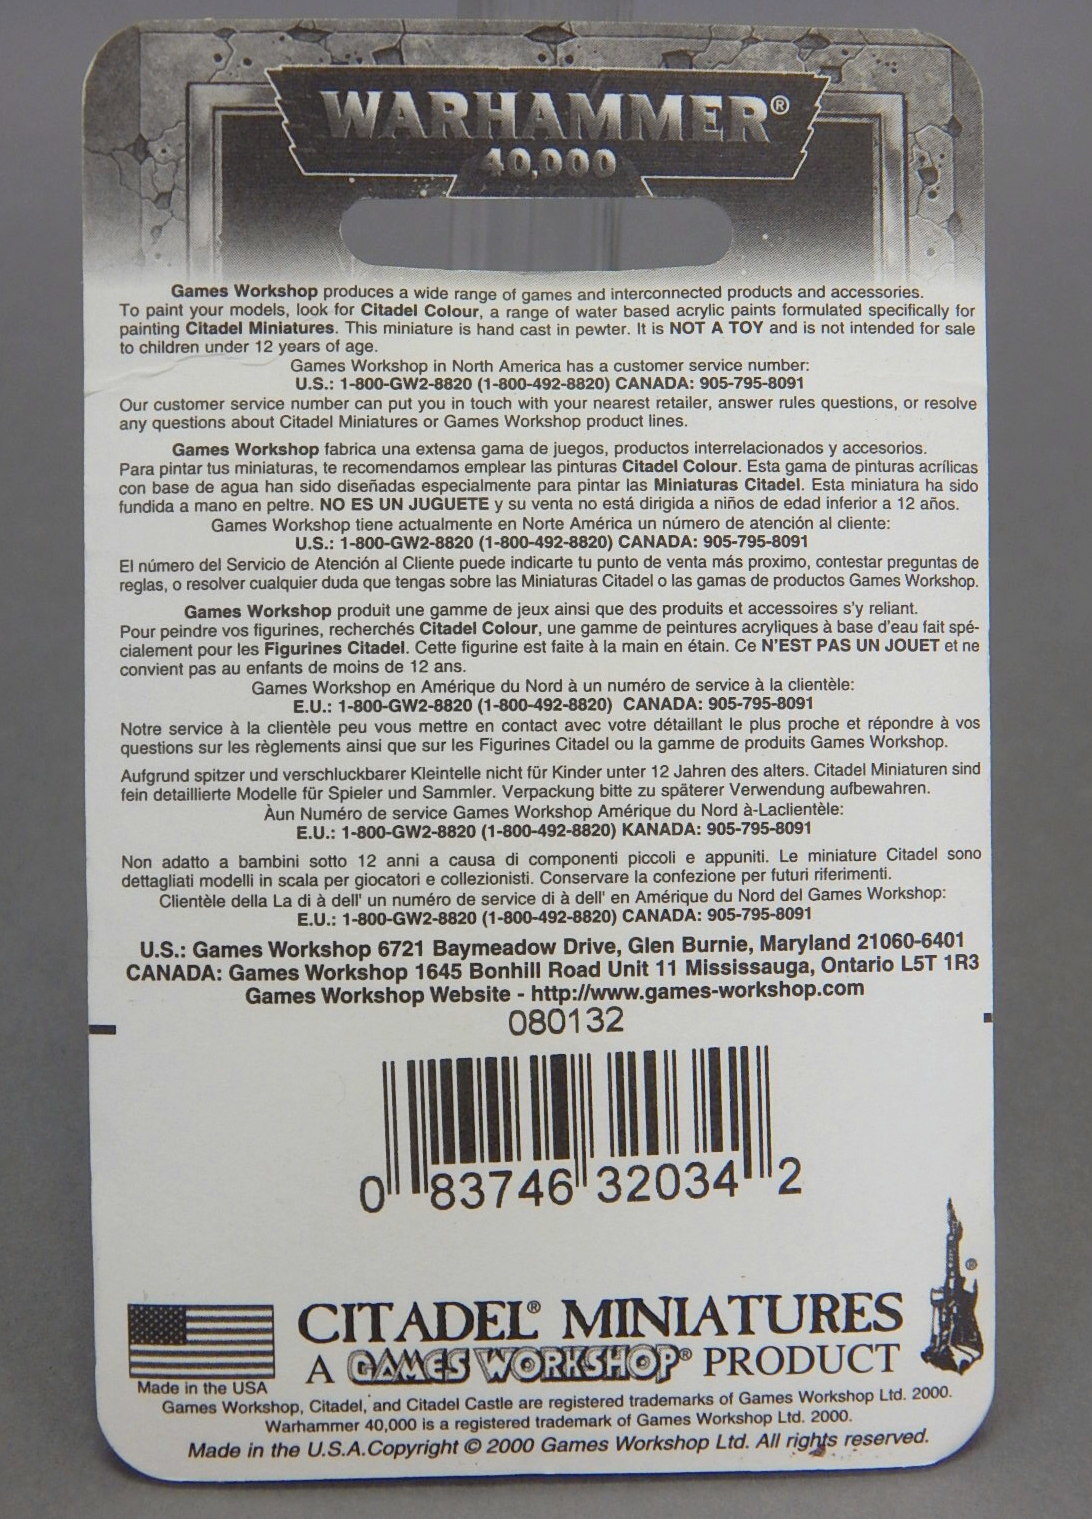 WARHAMMER®
40,000
Games Workshop produces a wide range of games and interconnected products and accessories.
To paint your models, look for Citadel Colour, a range of water based acrylic paints formulated specifically for
painting Citadel Miniatures. This miniature is hand cast in pewter. It is NOT A TOY and is not intended for sale
to children under 12 years of age.
Games Workshop in North America has a customer service number:
U.S.: 1-800-GW2-8820 (1-800-492-8820) CANADA: 905-795-8091
Our customer service number can put you in touch with your nearest retailer, answer rules questions, or resolve
any questions about Citadel Miniatures or Games Workshop product lines.
Games Workshop fabrica una extensa gama de juegos, productos interrelacionados y accesorios.
Para pintar tus miniaturas, te recomendamos emplear las pinturas Citadel Colour. Esta gama de pinturas acrílicas
con base de agua han sido diseñadas especialmente para pintar las Miniaturas Citadel. Esta miniatura ha sido
fundida a mano en peltre. NO ES UN JUGUETE y su venta no está dirigida a niños de edad inferior a 12 años.
Games Workshop tiene actualmente en Norte América un número de atención al cliente:
U.S.: 1-800-GW2-8820 (1-800-492-8820) CANADA: 905-795-8091
El número del Servicio de Atención al Cliente puede indicarte tu punto de venta más proximo, contestar preguntas de
reglas, o resolver cualquier duda que tengas sobre las Miniaturas Citadel o las gamas de productos Games Workshop.
Games Workshop produit une gamme de jeux ainsi que des produits et accessoires s'y reliant.
Pour peindre vos figurines, recherchés Citadel Colour, une gamme de peintures acryliques à base d'eau fait spé-
cialement pour les Figurines Citadel. Cette figurine est faite à la main en étain. Ce N'EST PAS UN JOUET et ne
convient pas au enfants de moins de 12 ans.
Games Workshop en Amérique du Nord à un numéro de service à la clientèle:
E.U.: 1-800-GW2-8820 (1-800-492-8820) CANADA: 905-795-8091
Notre service à la clientèle peu vous mettre en contact avec votre détaillant le plus proche et répondre à vos
questions sur les règlements ainsi que sur les Figurines Citadel ou la gamme de produits Games Workshop.
Aufgrund spitzer und verschluckbarer Kleintelle nicht für Kinder unter 12 Jahren des alters. Citadel Miniaturen sind
fein detaillierte Modelle für Spieler und Sammler. Verpackung bitte zu späterer Verwendung aufbewahren.
Àun Numéro de service Games Workshop Amérique du Nord à-Laclientèle:
E.U.: 1-800-GW2-8820 (1-800-492-8820) KANADA: 905-795-8091
Non adatto a bambini sotto 12 anni a causa di componenti piccoli e appuniti. Le miniature Citadel sono
dettagliati modelli in scala per giocatori e collezionisti. Conservare la confezione per futuri riferimenti.
Clientèle della La di à dell' un numéro de service di à dell' en Amérique du Nord del Games Workshop:
E.U.: 1-800-GW2-8820 (1-800-492-8820) CANADA: 905-795-8091
U.S.: Games Workshop 6721 Baymeadow Drive, Glen Burnie, Maryland 21060-6401
CANADA: Games Workshop 1645 Bonhill Road Unit 11 Mississauga, Ontario L5T 1R3
Games Workshop Website - http://www.games-workshop.com
080132
0 83746 32034 2
CITADEL® MINIATURES
A GAMES WORKSHOP® PRODUCT
Made in the USA
Games Workshop, Citadel, and Citadel Castle are registered trademarks of Games Workshop Ltd. 2000.
Warhammer 40,000 is a registered trademark of Games Workshop Ltd. 2000.
Made in the U.S.A.Copyright © 2000 Games Workshop Ltd. All rights reserved.